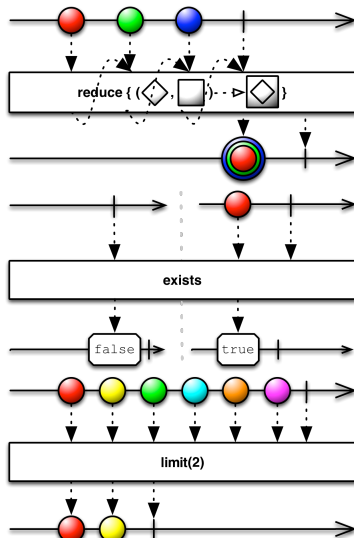 reduce { ( , ) }
exists
false true
limit(2)